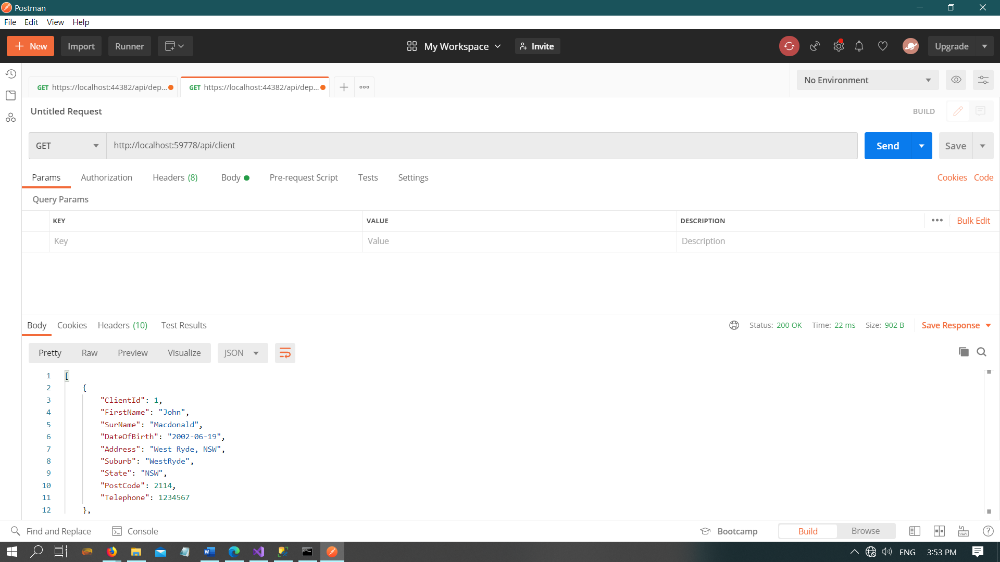 Postman
File Edit View Help
New Import Runner My Workspace Invite Upgrade
GET https://localhost:44382/api/dep... GET https://localhost:44382/api/dep... No Environment
Untitled Request BUILD
GET http://localhost:59778/api/client Send Save
Params Authorization Headers (8) Body Pre-request Script Tests Settings Cookies Code
Query Params
KEY VALUE DESCRIPTION Bulk Edit
Key Value Description
Body Cookies Headers (10) Test Results Status: 200 OK Time: 22 ms Size: 902 B Save Response
Pretty Raw Preview Visualize JSON
1 [
2 {
3 "ClientId": 1,
4 "FirstName": "John",
5 "SurName": "Macdonald",
6 "DateOfBirth": "2002-06-19",
7 "Address": "West Ryde, NSW",
8 "Suburb": "WestRyde",
9 "State": "NSW",
10 "PostCode": 2114,
11 "Telephone": 1234567
12 },
Find and Replace Console Bootcamp Build Browse
ENG 3:53 PM